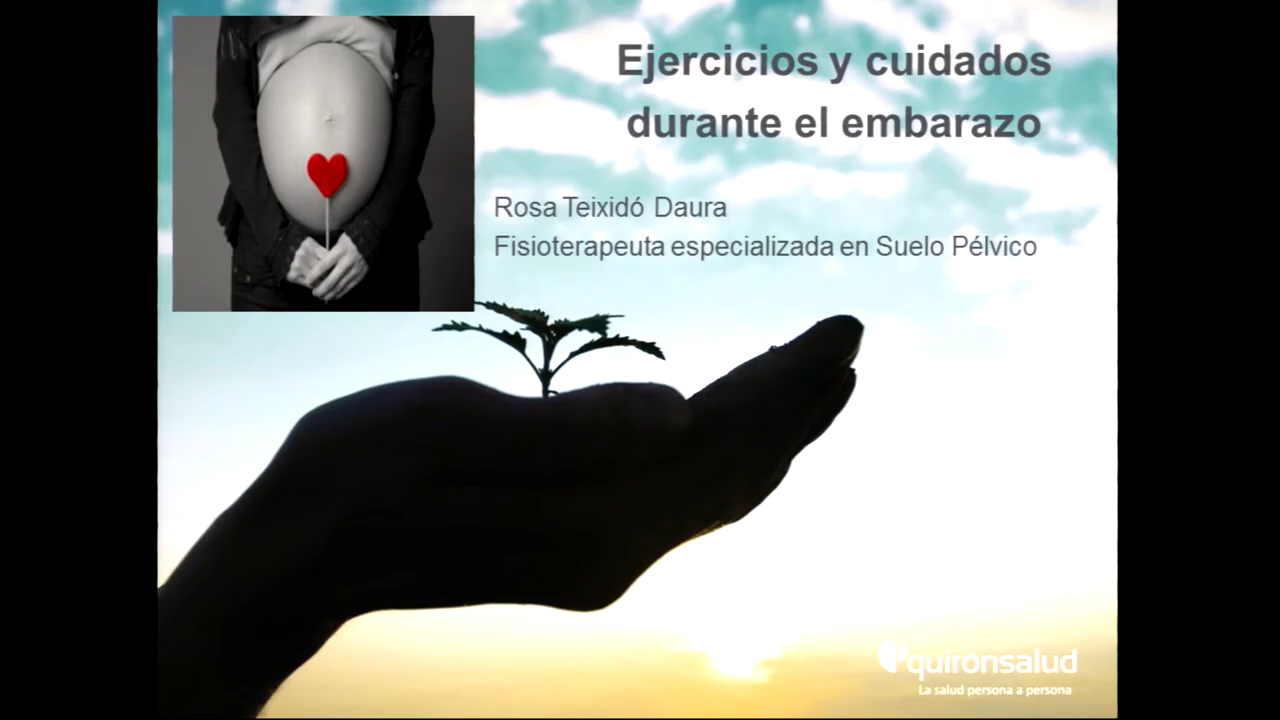 Ejercicios y cuidados
durante el embarazo
Rosa Teixidó Daura
Fisioterapeuta especializada en Suelo Pélvico
quirónsalud
La salud persona a persona